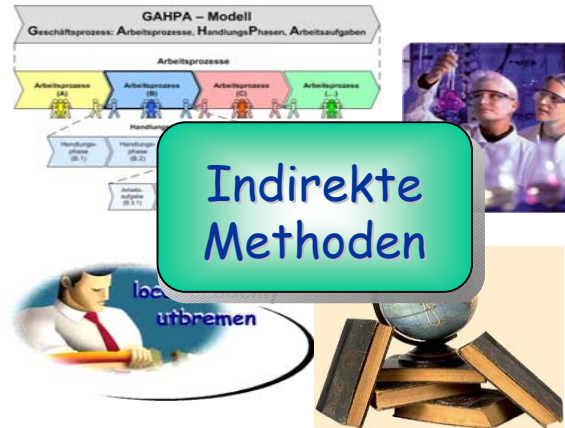 GAHPA – Modell
Geschäftsprozess: Arbeitsprozesse, HandlungsPhasen, Arbeitsaufgaben
Arbeitsprozesse
Arbeitsprozess (A)
Arbeitsprozess (B)
Arbeitsprozess (C)
Arbeitsprozess (...)
Handlungs-
phase
(B.1)
Handlungs-
phase
(B.2)
Arbeits-
aufgabe
(B.2.1)
Indirekte
Methoden
utbremen